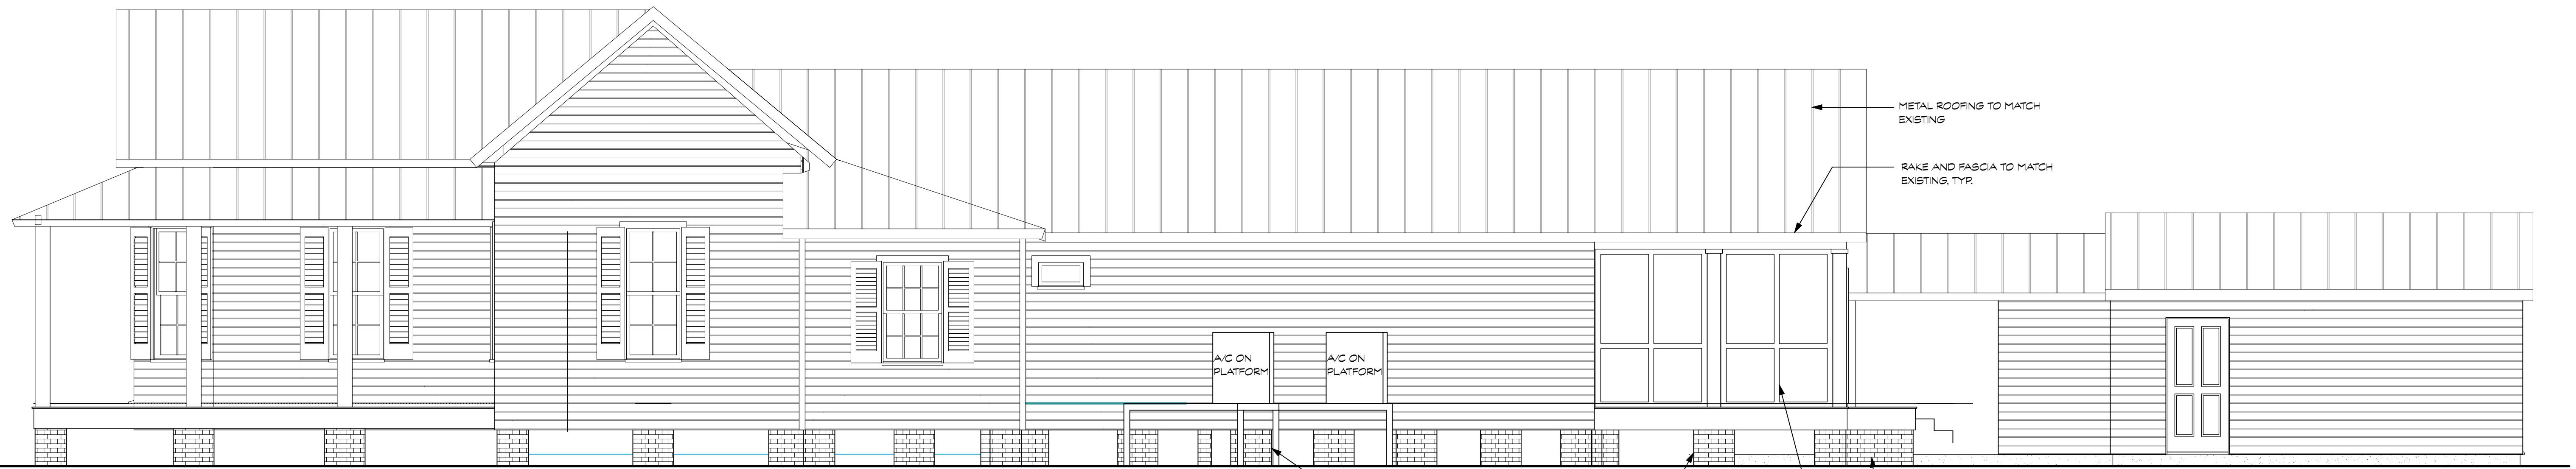 METAL ROOFING TO MATCH
EXISTING
RAKE AND FASCIA TO MATCH
EXISTING, TYP.
A/C ON
PLATFORM
A/C ON
PLATFORM